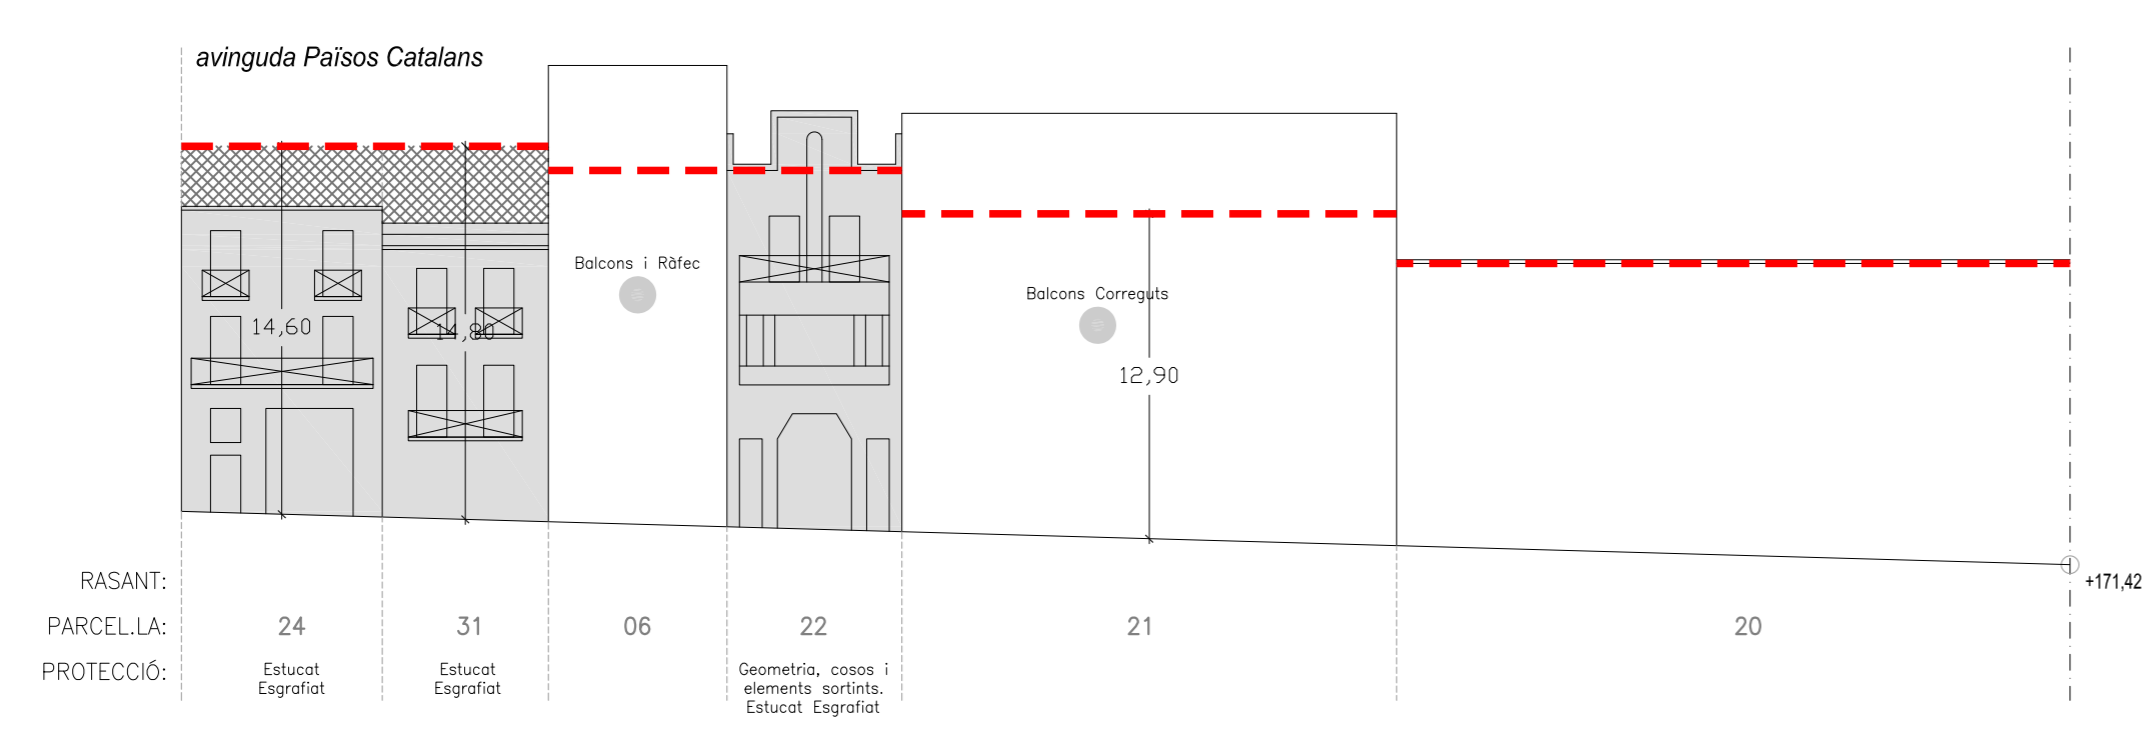 avinguda Països Catalans
Balcons i Ràfec
Balcons Correguts
14,60
14,80
12,90
RASANT:
+171,42
PARCEL.LA:
24
31
06
22
21
20
PROTECCIÓ:
Estucat
Esgrafiat
Estucat
Esgrafiat
Geometria, cosos i
elements sortints.
Estucat Esgrafiat